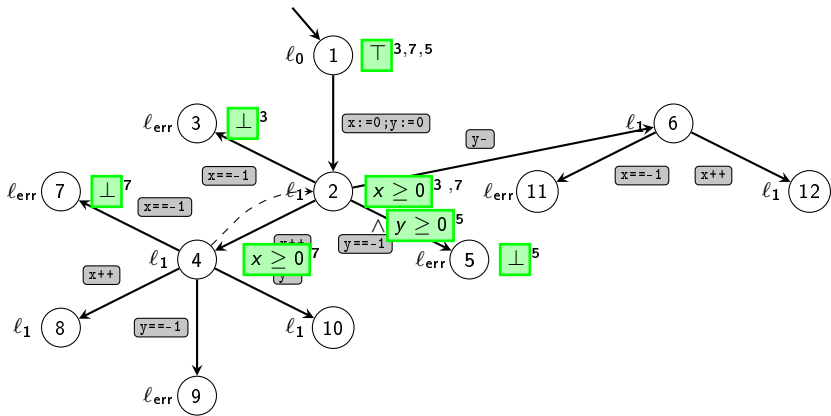 ℓ0 1 ⊤ 3,7,5
x:=0;y:=0
ℓerr 3 ⊥ 3
ℓ1 6
y-
x==-1
ℓerr 7 ⊥ 7
x==-1
ℓ1 2 x ≥ 0 3 ,7
x==-1
x++
ℓerr 11
ℓ1 12
∧ y ≥ 0 5
x++
y==-1
ℓ1 4 x ≥ 0 7
ℓerr 5 ⊥ 5
x++
y-
ℓ1 8
y==-1
ℓ1 10
ℓerr 9